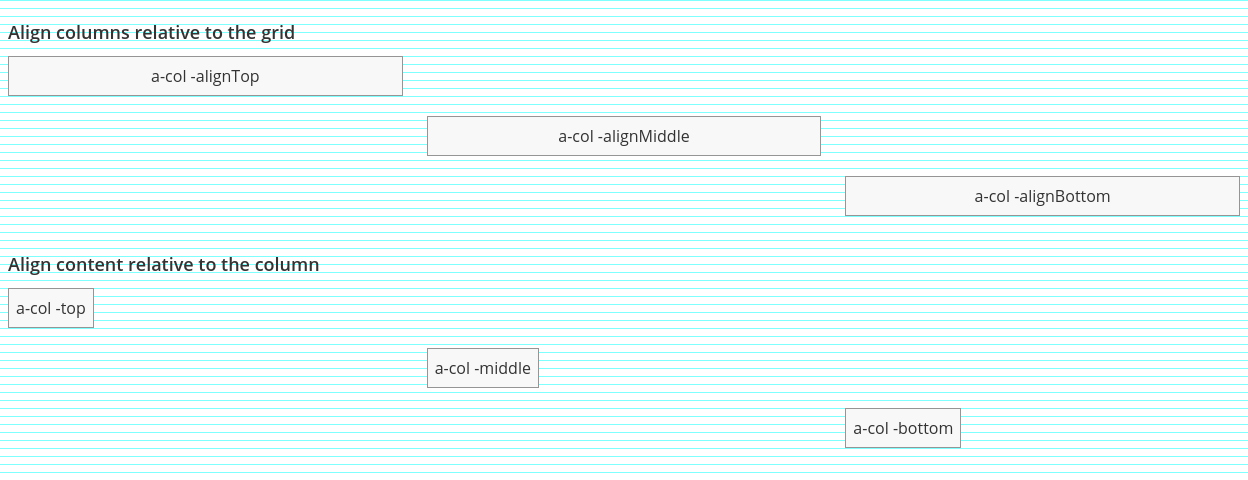 Align columns relative to the grid
a-col -alignTop
a-col -alignMiddle
a-col -alignBottom
Align content relative to the column
a-col -top
a-col -middle
a-col -bottom